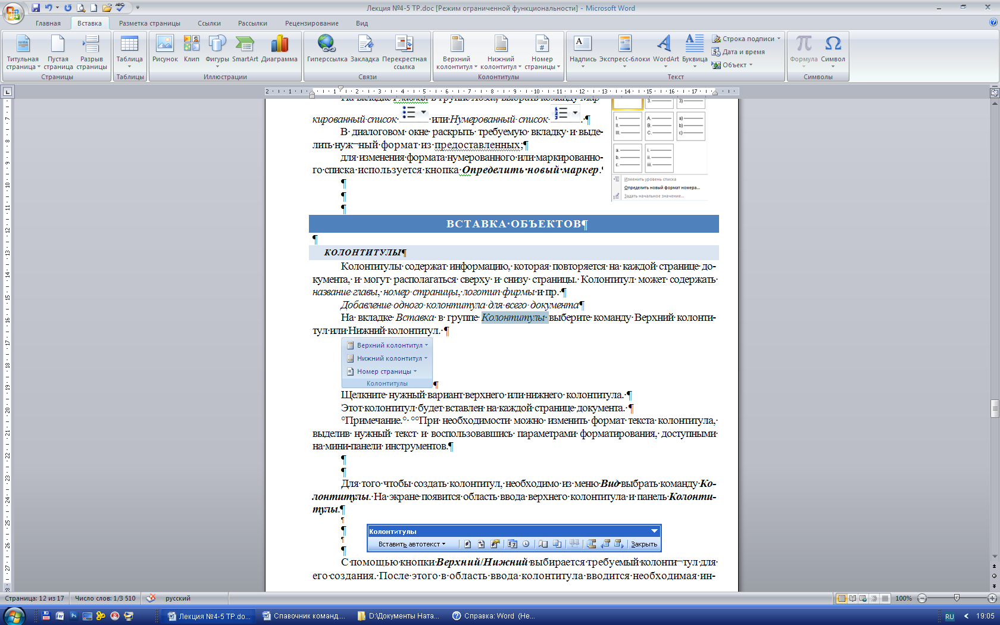 Лекция №4-5 ТР.doc [Режим ограниченной функциональности] - Microsoft Word
Главная Вставка Разметка страницы Ссылки Рассылки Рецензирование Вид
Титульная страница Пустая страница Разрыв страницы
Страницы
Таблица
Таблицы
Рисунок Клип Фигуры SmartArt Диаграмма
Иллюстрации
Гиперссылка Закладка Перекрестная ссылка
Связи
Верхний колонтитул Нижний колонтитул Номер страницы
Колонтитулы
Надпись Экспресс-блоки WordArt Буквица
Строка подписи
Дата и время
Объект
Текст
Формула Символ
Символы
кированный список или Нумерованный список .¶
В диалоговом окне раскрыть требуемую вкладку и выде-
лить нуж¬ный формат из предоставленных;¶
для изменения формата нумерованного или маркированно-
го списка используется кнопка Определить новый маркер.¶
¶
¶
¶
Изменить уровень списка
Определить новый формат номера...
Задать начальное значение...
ВСТАВКА ОБЪЕКТОВ¶
¶
КОЛОНТИТУЛЫ¶
Колонтитулы содержат информацию, которая повторяется на каждой странице до-
кумента, и могут располагаться сверху и снизу страницы. Колонтитул может содержать
название главы, номер страницы, логотип фирмы и пр. ¶
Добавление одного колонтитула для всего документа¶
На вкладке Вставка в группе Колонтитулы выберите команду Верхний колонти-
тул или Нижний колонтитул. ¶
Верхний колонтитул
Нижний колонтитул
Номер страницы
Колонтитулы
¶
Щелкните нужный вариант верхнего или нижнего колонтитула. ¶
Этот колонтитул будет вставлен на каждой странице документа. ¶
°Примечание.° °°При необходимости можно изменить формат текста колонтитула,
выделив нужный текст и воспользовавшись параметрами форматирования, доступными
на мини-панели инструментов.¶
¶
¶
Для того чтобы создать колонтитул, необходимо из меню Вид выбрать команду Ко-
лонтитулы. На экране появится область ввода верхнего колонтитула и панель Колонти-
тулы.¶
¶
¶
¶
¶
Колонтитулы
Вставить автотекст Закрыть
С помощью кнопки Верхний/Нижний выбирается требуемый колонти¬тул для
его создания. После этого в область ввода колонтитула вводится необходимая ин-
Страница: 12 из 17 Число слов: 1/3 510 русский 100%
Лекция №4-5 ТР.do... Спавочник команд.... D:\Документы Ната... Справка: Word (Не... RU 19:05